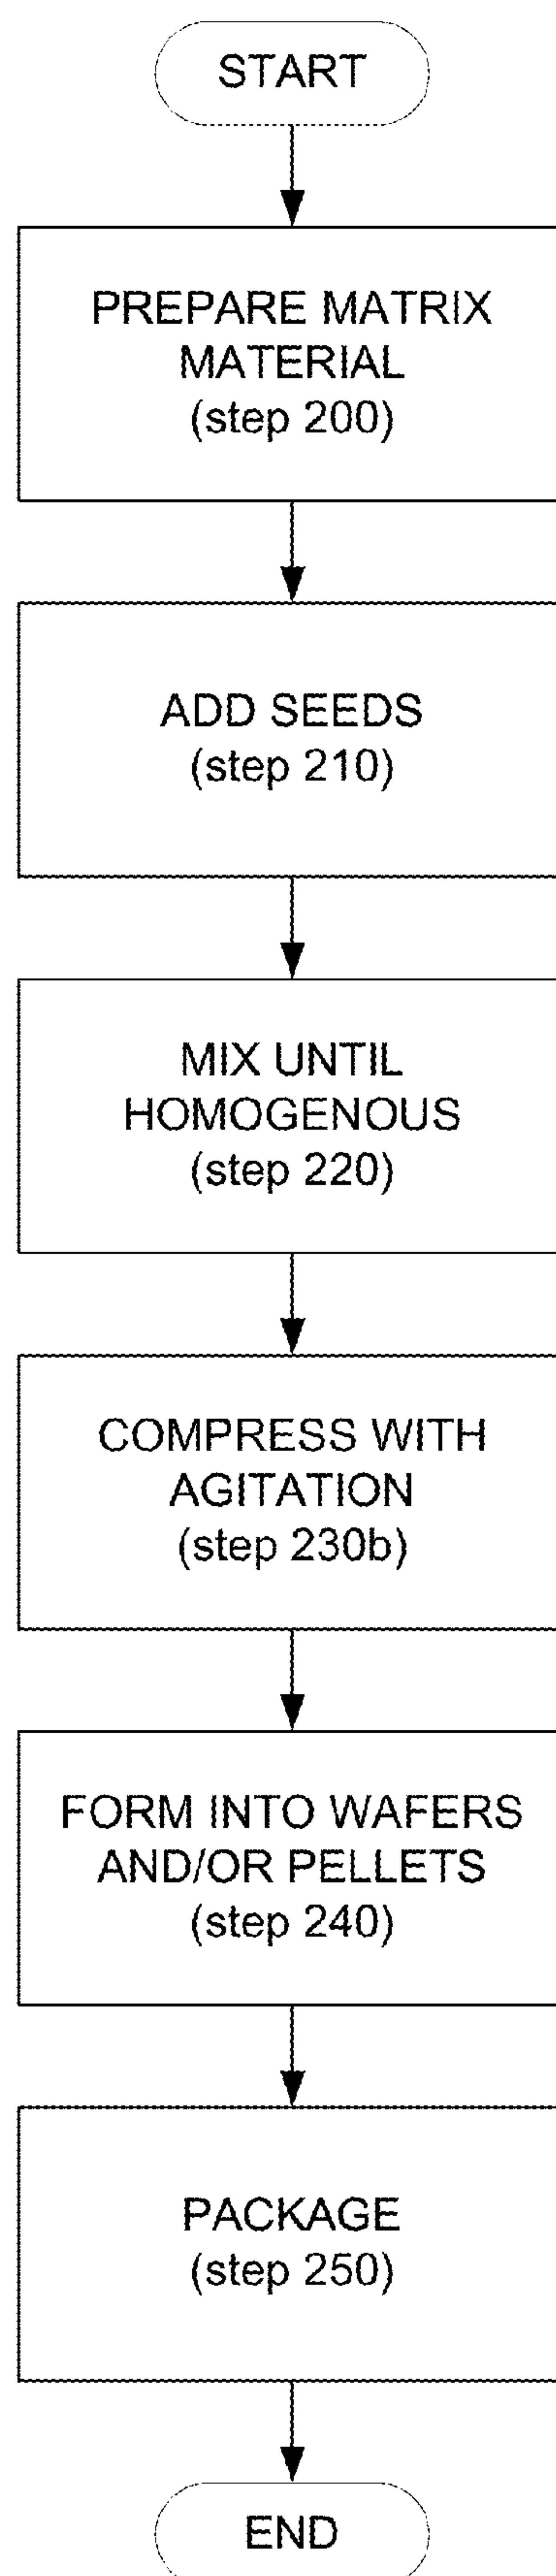 START
PREPARE MATRIX
MATERIAL
(step 200)
ADD SEEDS
(step 210)
MIX UNTIL
HOMOGENOUS
(step 220)
COMPRESS WITH
AGITATION
(step 230b)
FORM INTO WAFERS
AND/OR PELLETS
(step 240)
PACKAGE
(step 250)
END